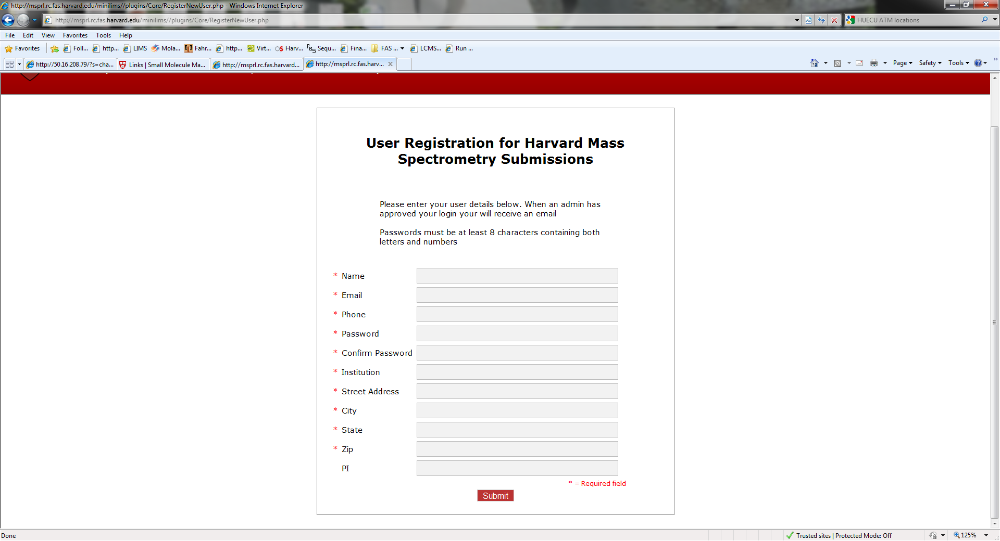 http://msprl.rc.fas.harvard.edu/minilims/plugins/Core/RegisterNewUser.php - Windows Internet Explorer
http://msprl.rc.fas.harvard.edu/minilims//plugins/Core/RegisterNewUser.php
HUECU ATM locations
File Edit View Favorites Tools Help
Favorites Foll... http... LIMS Mola... Fahr... http... Virt... Harv... Sequ... Fina... FAS ... LCMS... Run ...
http://50.16.208.79/?s=cha... Links | Small Molecule Ma... http://msprl.rc.fas.harvard... http://msprl.rc.fas.harv... Page Safety Tools
User Registration for Harvard Mass
Spectrometry Submissions
Please enter your user details below. When an admin has
approved your login your will receive an email
Passwords must be at least 8 characters containing both
letters and numbers
* Name
* Email
* Phone
* Password
* Confirm Password
* Institution
* Street Address
* City
* State
* Zip
PI
* = Required field
Submit
Done
Trusted sites | Protected Mode: Off
125%